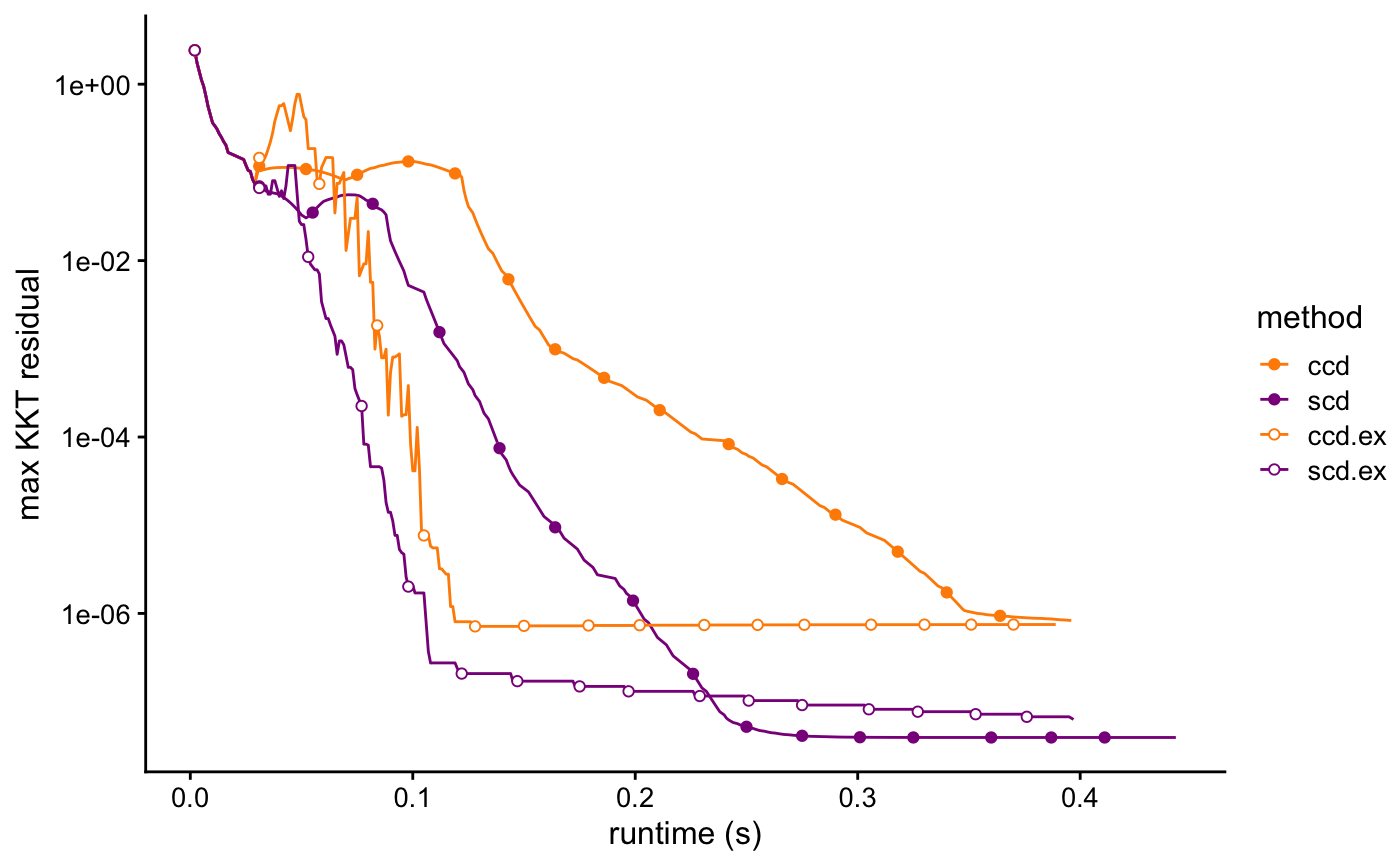 max KKT residual
1e+00
1e-02
1e-04
1e-06
0.0 0.1 0.2 0.3 0.4
runtime (s)
method
ccd
scd
ccd.ex
scd.ex